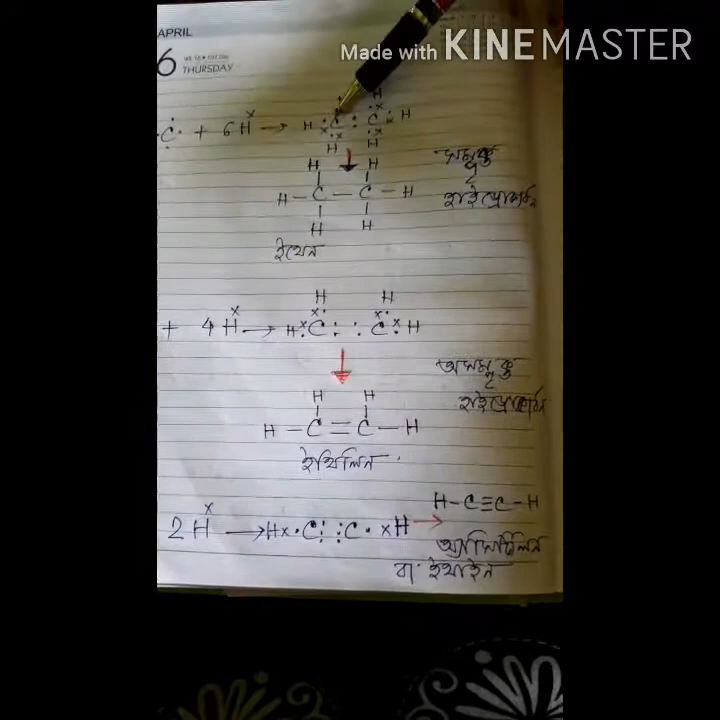 Made with KINEMASTER
APRIL
6 THURSDAY
Ċ· + 6H → H C : C H
H H
H H
H – C – C – H
H H
সম্পৃক্ত
হাইড্রোকার্বন
ইথেন
H H
+ 4H → H C : : C H
অসম্পৃক্ত
হাইড্রোকার্বন
H H
H – C = C – H
ইথিলিন
H–C≡C–H
2H → H× · C ⋮ ⋮ C · ×H →
অ্যাসিটিলিন
বা ইথাইন